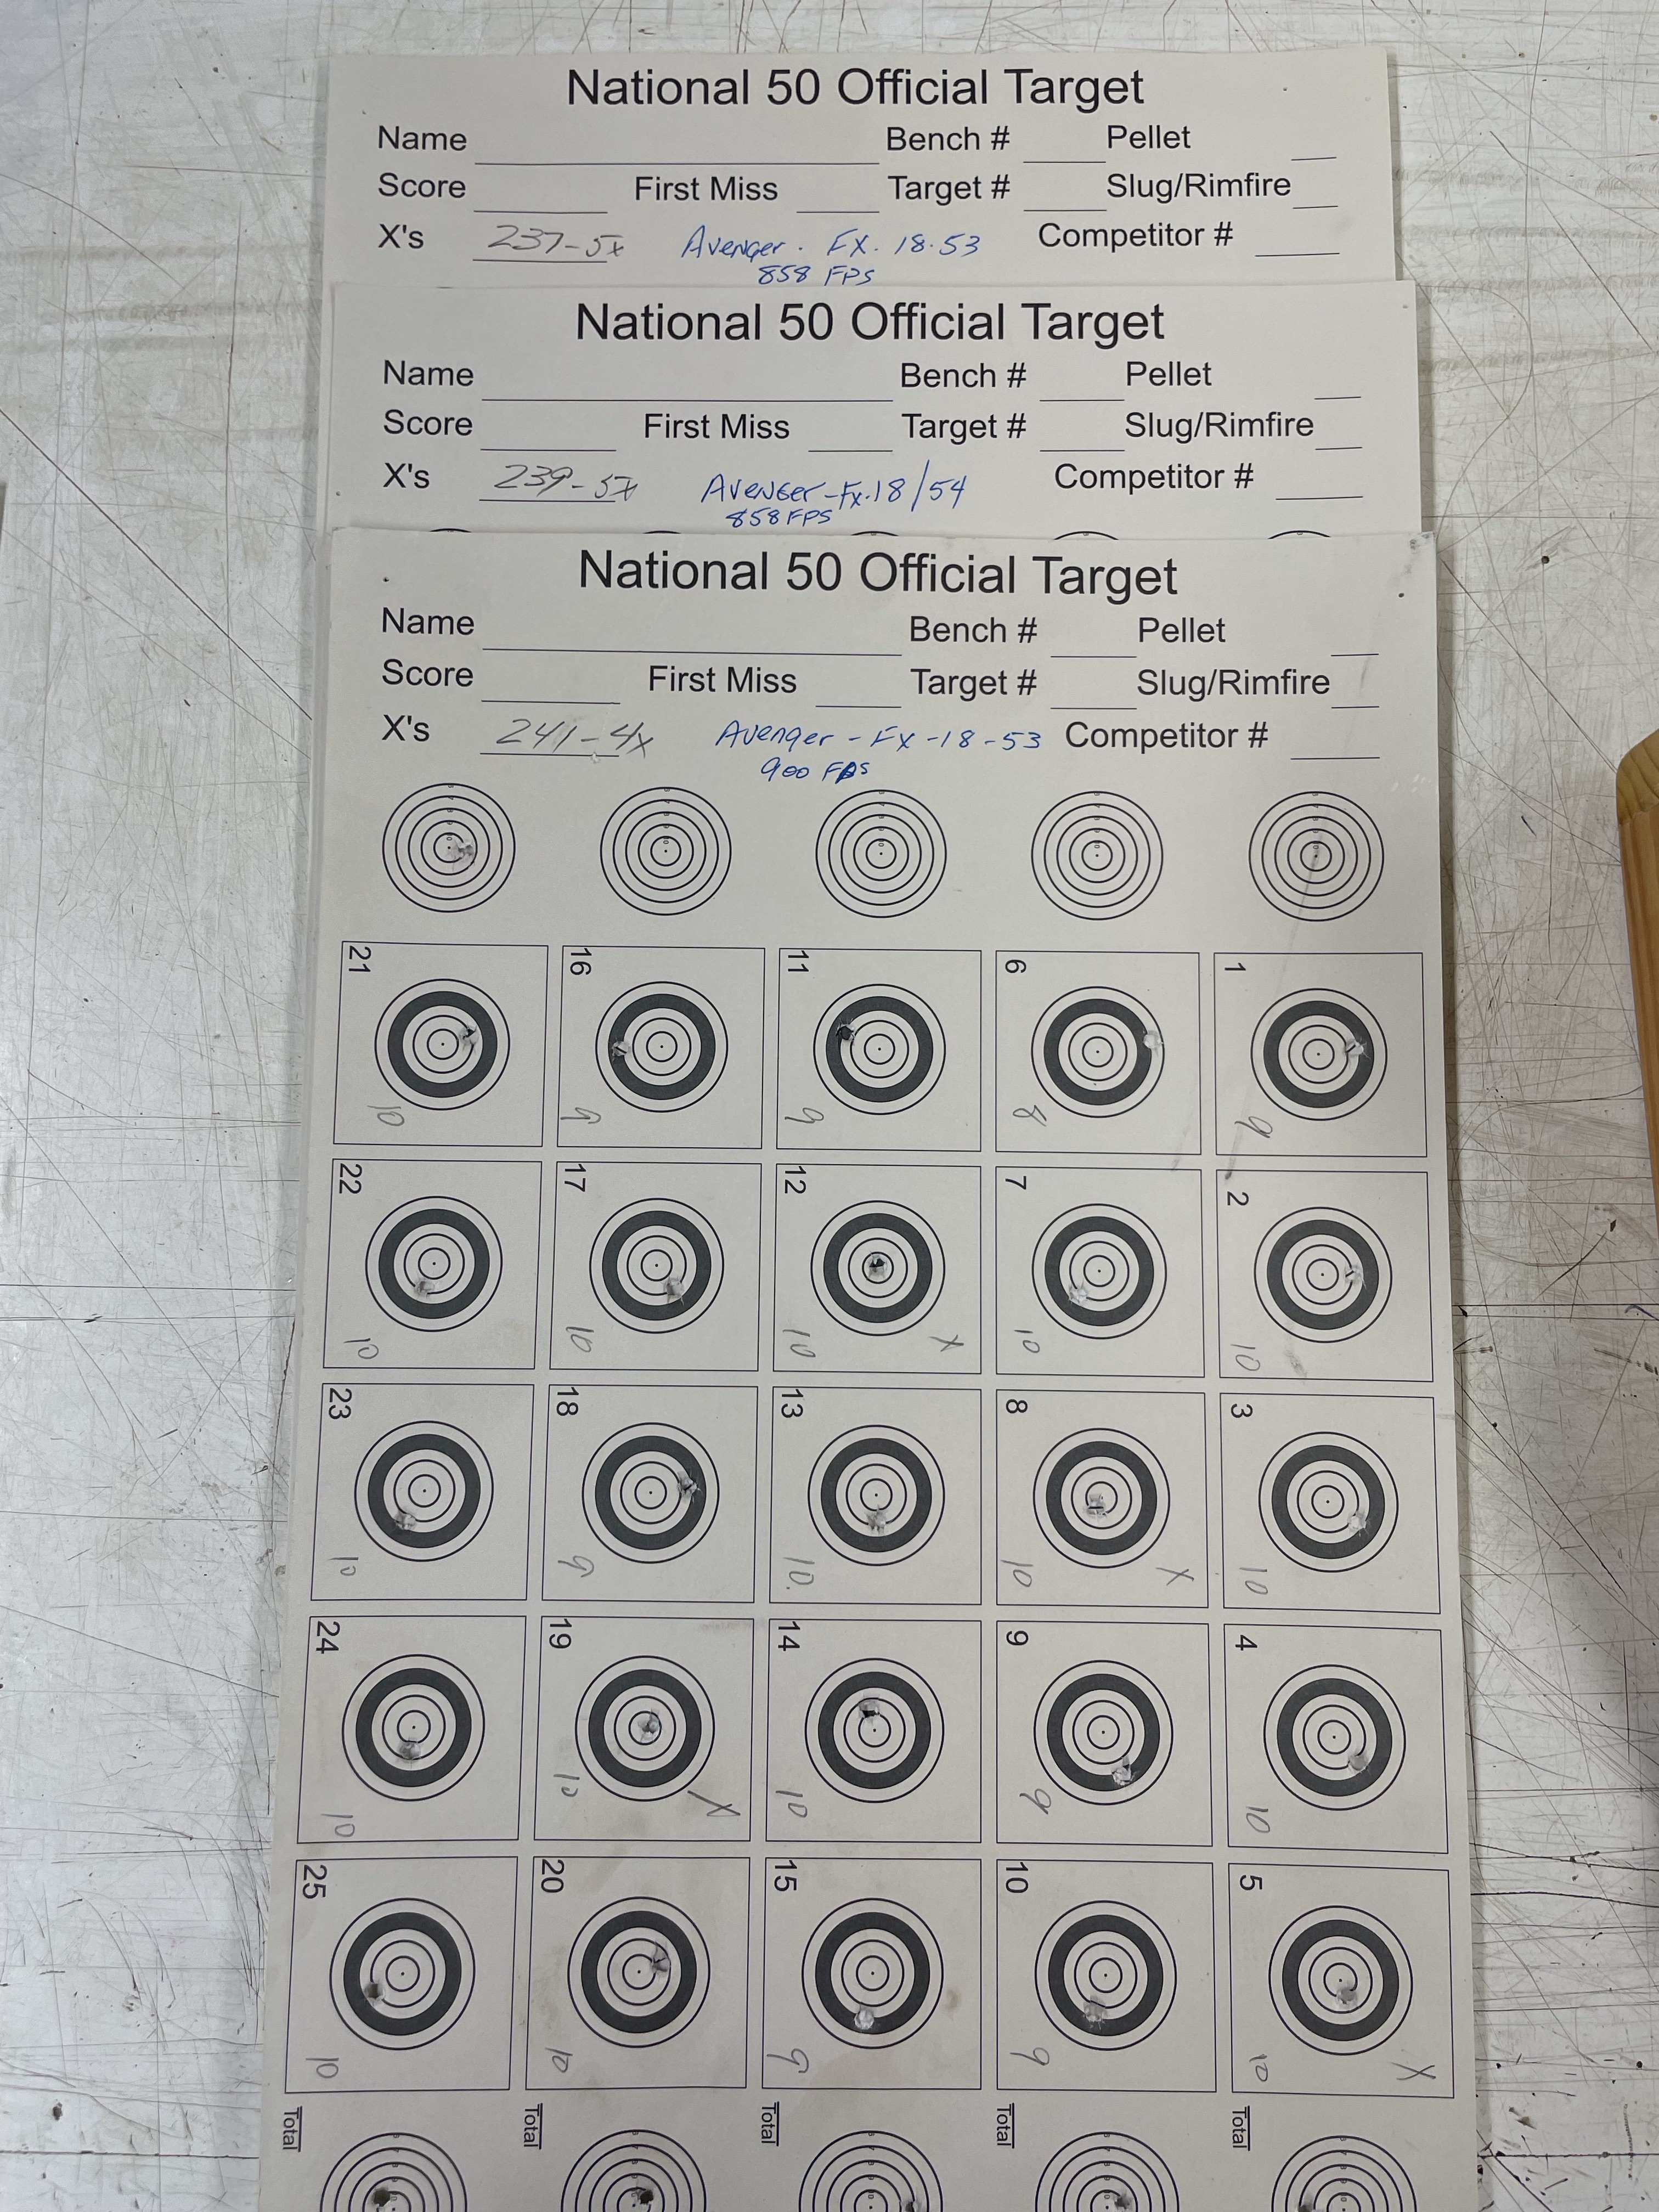 National 50 Official Target
Name Bench # Pellet
Score First Miss Target # Slug/Rimfire
X's 237-5x Avenger. FX. 18.53 Competitor #
858 FPS
National 50 Official Target
Name Bench # Pellet
Score First Miss Target # Slug/Rimfire
X's 239-5x Avenger-Fx.18/54 Competitor #
858 FPS
National 50 Official Target
Name Bench # Pellet
Score First Miss Target # Slug/Rimfire
X's 241-4x Avenger-FX-18-53 Competitor #
900 FPS
21 16 11 6 1
10 9 9 8 9
22 17 12 7 2
10 10 10 X 10 10
23 18 13 8 3
10 9 10. 10 X 10
24 19 14 9 4
10 10 X 10 9 10
25 20 15 10 5
10 10 9 9 10 X
Total Total Total Total Total